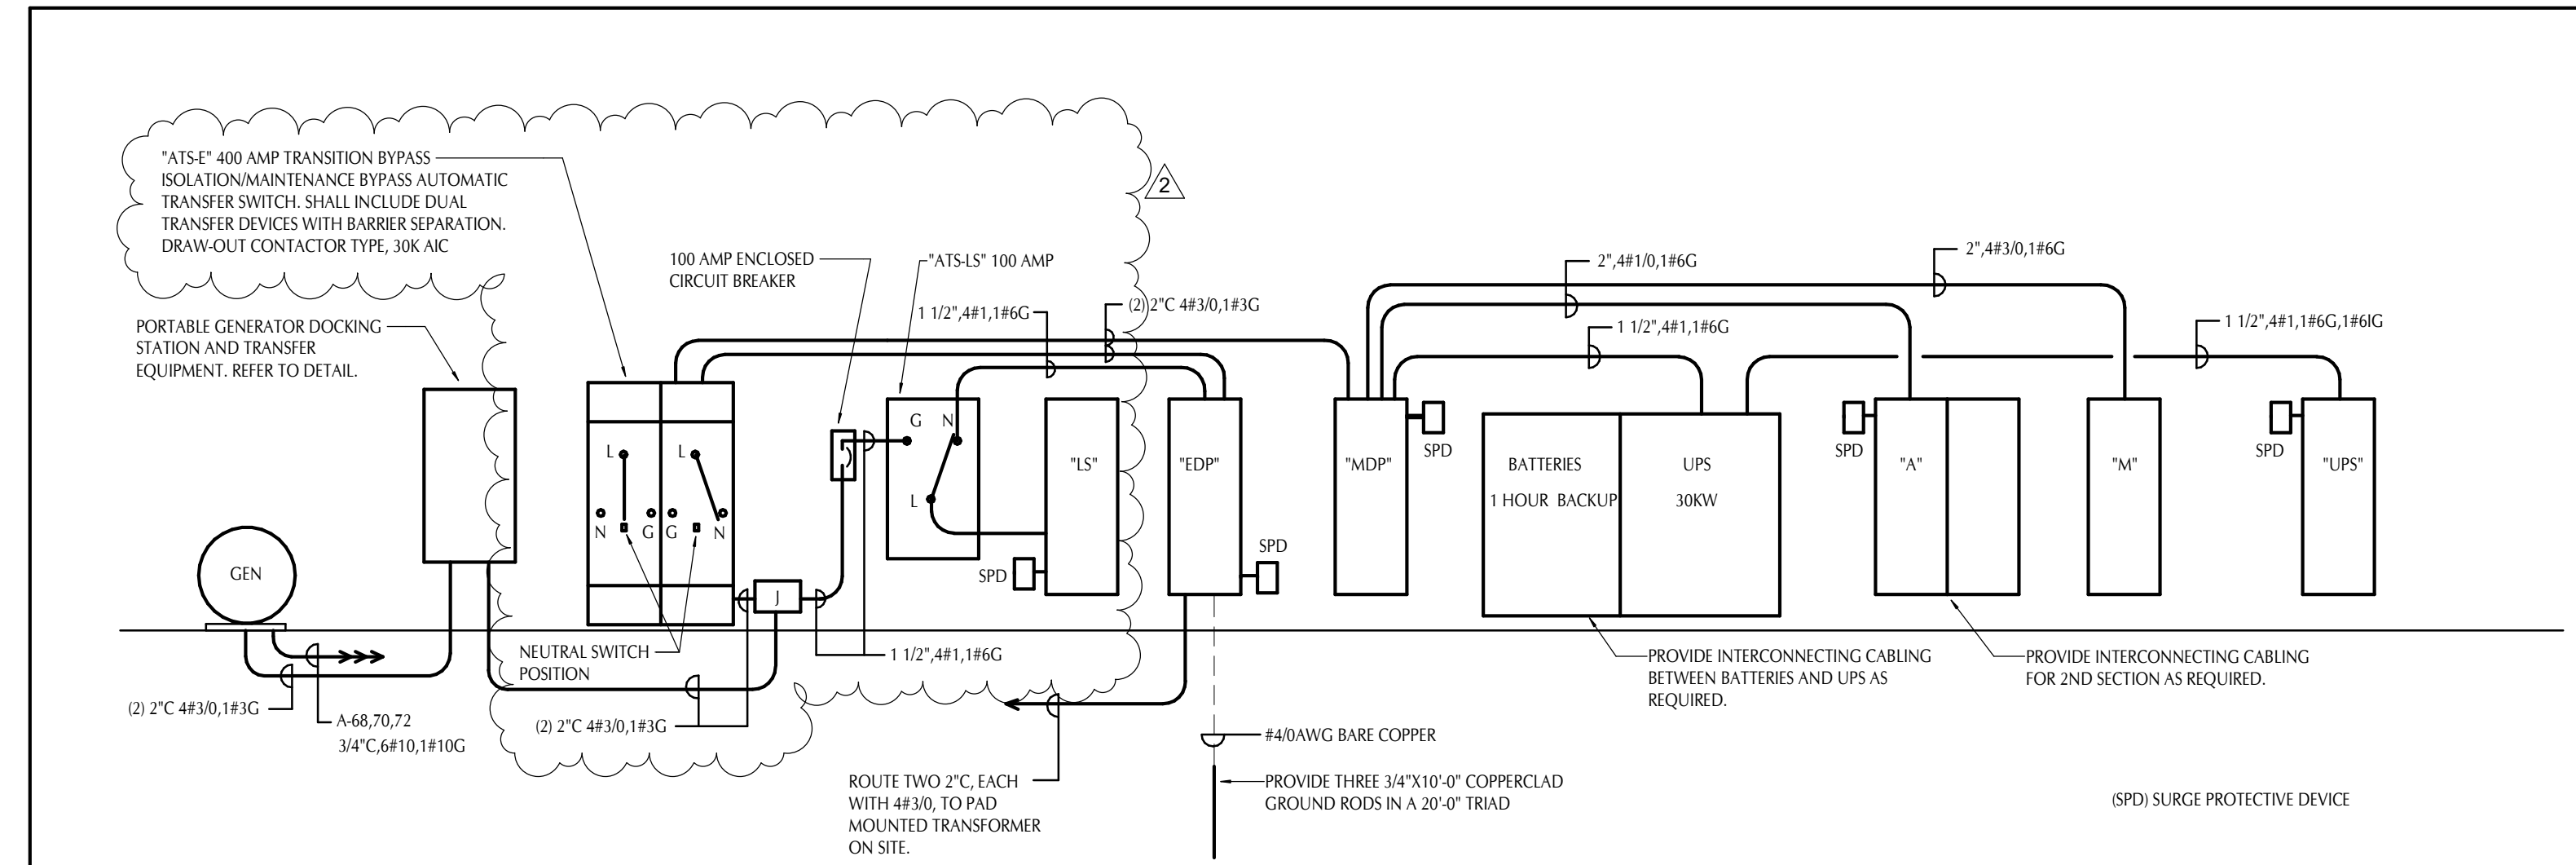 "ATS-E" 400 AMP TRANSITION BYPASS
ISOLATION/MAINTENANCE BYPASS AUTOMATIC
TRANSFER SWITCH. SHALL INCLUDE DUAL
TRANSFER DEVICES WITH BARRIER SEPARATION.
DRAW-OUT CONTACTOR TYPE, 30K AIC
2
100 AMP ENCLOSED
CIRCUIT BREAKER
"ATS-LS" 100 AMP
1 1/2",4#1,1#6G
(2) 2"C 4#3/0,1#3G
2",4#1/0,1#6G
2",4#3/0,1#6G
1 1/2",4#1,1#6G
1 1/2",4#1,1#6G,1#6IG
PORTABLE GENERATOR DOCKING
STATION AND TRANSFER
EQUIPMENT. REFER TO DETAIL.
L
L
N
G
G
N
G
N
L
"LS"
SPD
"EDP"
SPD
"MDP"
SPD
BATTERIES
1 HOUR BACKUP
UPS
30KW
SPD
"A"
"M"
SPD
"UPS"
GEN
J
NEUTRAL SWITCH
POSITION
1 1/2",4#1,1#6G
PROVIDE INTERCONNECTING CABLING
BETWEEN BATTERIES AND UPS AS
REQUIRED.
PROVIDE INTERCONNECTING CABLING
FOR 2ND SECTION AS REQUIRED.
(2) 2"C 4#3/0,1#3G
A-68,70,72
3/4"C,6#10,1#10G
(2) 2"C 4#3/0,1#3G
#4/0AWG BARE COPPER
ROUTE TWO 2"C, EACH
WITH 4#3/0, TO PAD
MOUNTED TRANSFORMER
ON SITE.
PROVIDE THREE 3/4"X10'-0" COPPERCLAD
GROUND RODS IN A 20'-0" TRIAD
(SPD) SURGE PROTECTIVE DEVICE